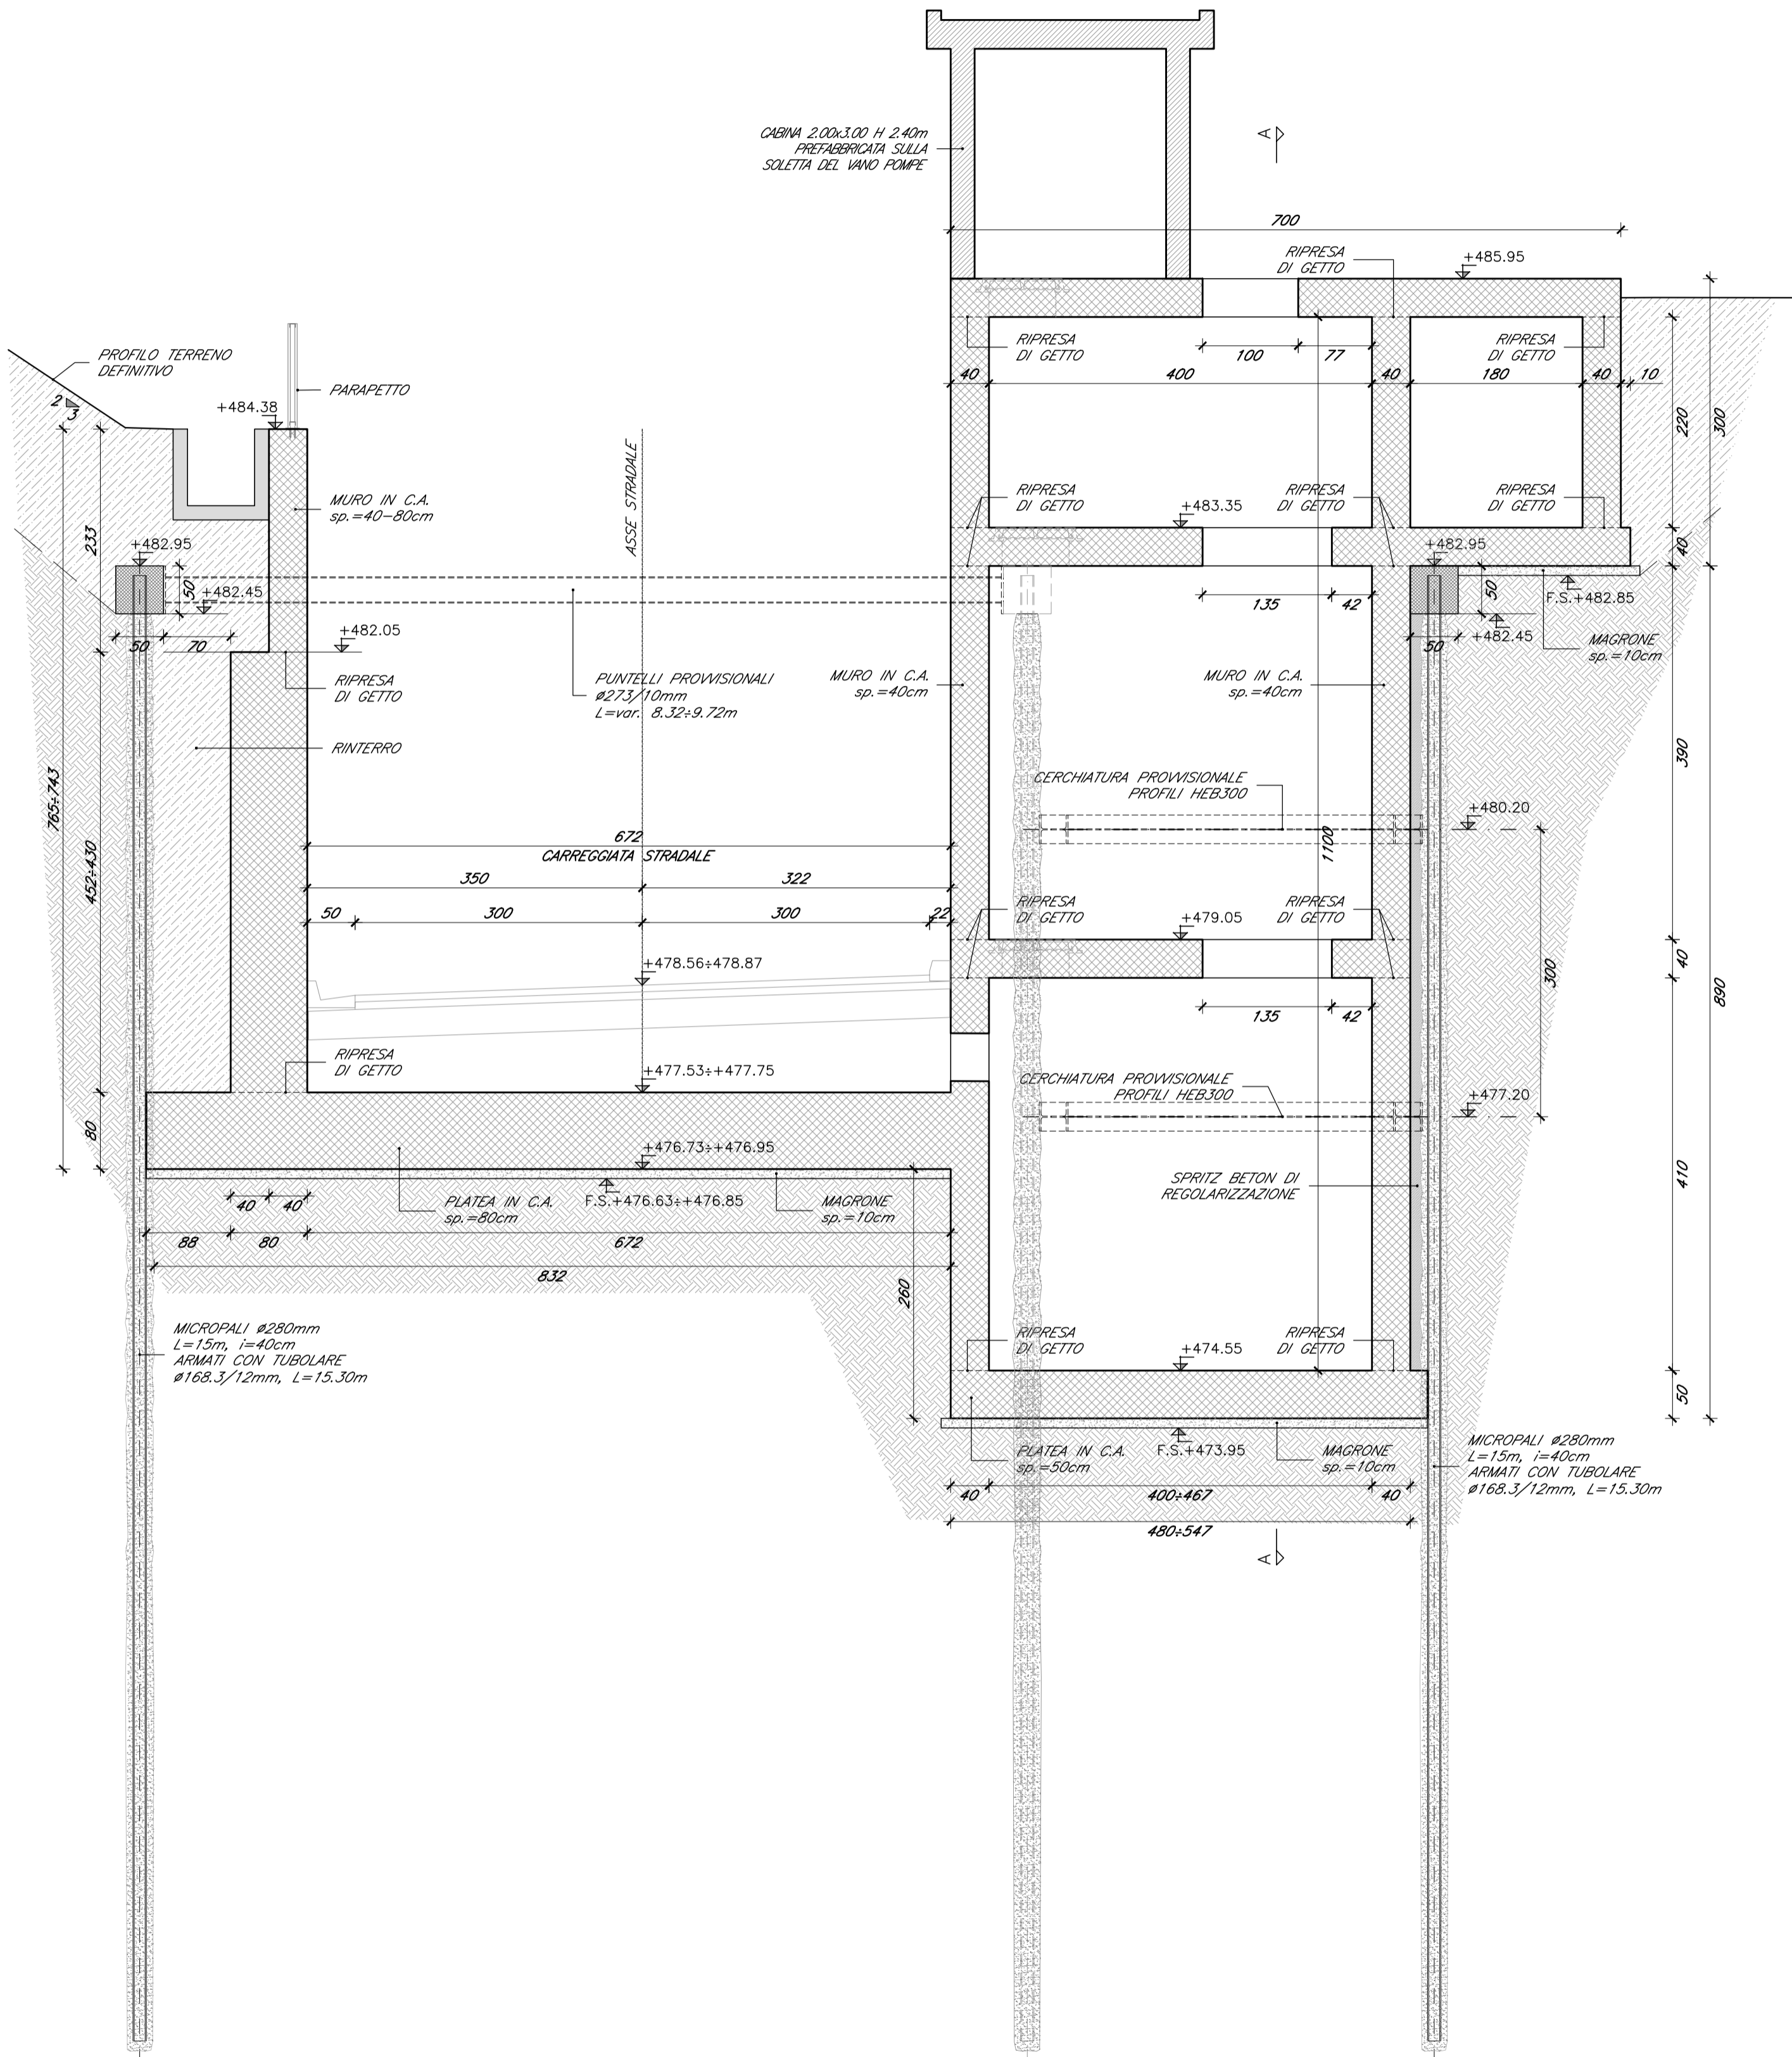 CABINA 2.00x3.00 H 2.40m
PREFABBRICATA SULLA
SOLETTA DEL VANO POMPE
A
700
RIPRESA
DI GETTO
+485.95
PROFILO TERRENO
DEFINITIVO
2
3
PARAPETTO
+484.38
RIPRESA
DI GETTO
RIPRESA
DI GETTO
100
77
40
400
40
180
40
10
220
300
ASSE STRADALE
MURO IN C.A.
sp.=40-80cm
RIPRESA
DI GETTO
+483.35
RIPRESA
DI GETTO
RIPRESA
DI GETTO
233
+482.95
50
+482.45
+482.05
50
70
+482.95
50
40
F.S.+482.85
+482.45
50
135
42
MAGRONE
sp.=10cm
RIPRESA
DI GETTO
PUNTELLI PROVVISIONALI
ø273/10mm
L=var. 8.32÷9.72m
MURO IN C.A.
sp.=40cm
MURO IN C.A.
sp.=40cm
RINTERRO
390
765÷743
452÷430
CERCHIATURA PROVVISIONALE
PROFILI HEB300
+480.20
1100
672
CARREGGIATA STRADALE
350
322
50
300
300
22
RIPRESA
DI GETTO
+479.05
RIPRESA
DI GETTO
+478.56÷478.87
40
300
890
135
42
RIPRESA
DI GETTO
+477.53÷+477.75
CERCHIATURA PROVVISIONALE
PROFILI HEB300
+477.20
80
+476.73÷+476.95
410
SPRITZ BETON DI
REGOLARIZZAZIONE
40
40
PLATEA IN C.A.
sp.=80cm
F.S.+476.63÷+476.85
MAGRONE
sp.=10cm
88
80
672
832
260
MICROPALI ø280mm
L=15m, i=40cm
ARMATI CON TUBOLARE
ø168.3/12mm, L=15.30m
RIPRESA
DI GETTO
+474.55
RIPRESA
DI GETTO
50
PLATEA IN C.A.
sp.=50cm
F.S.+473.95
MAGRONE
sp.=10cm
MICROPALI ø280mm
L=15m, i=40cm
ARMATI CON TUBOLARE
ø168.3/12mm, L=15.30m
40
400÷467
40
480÷547
A